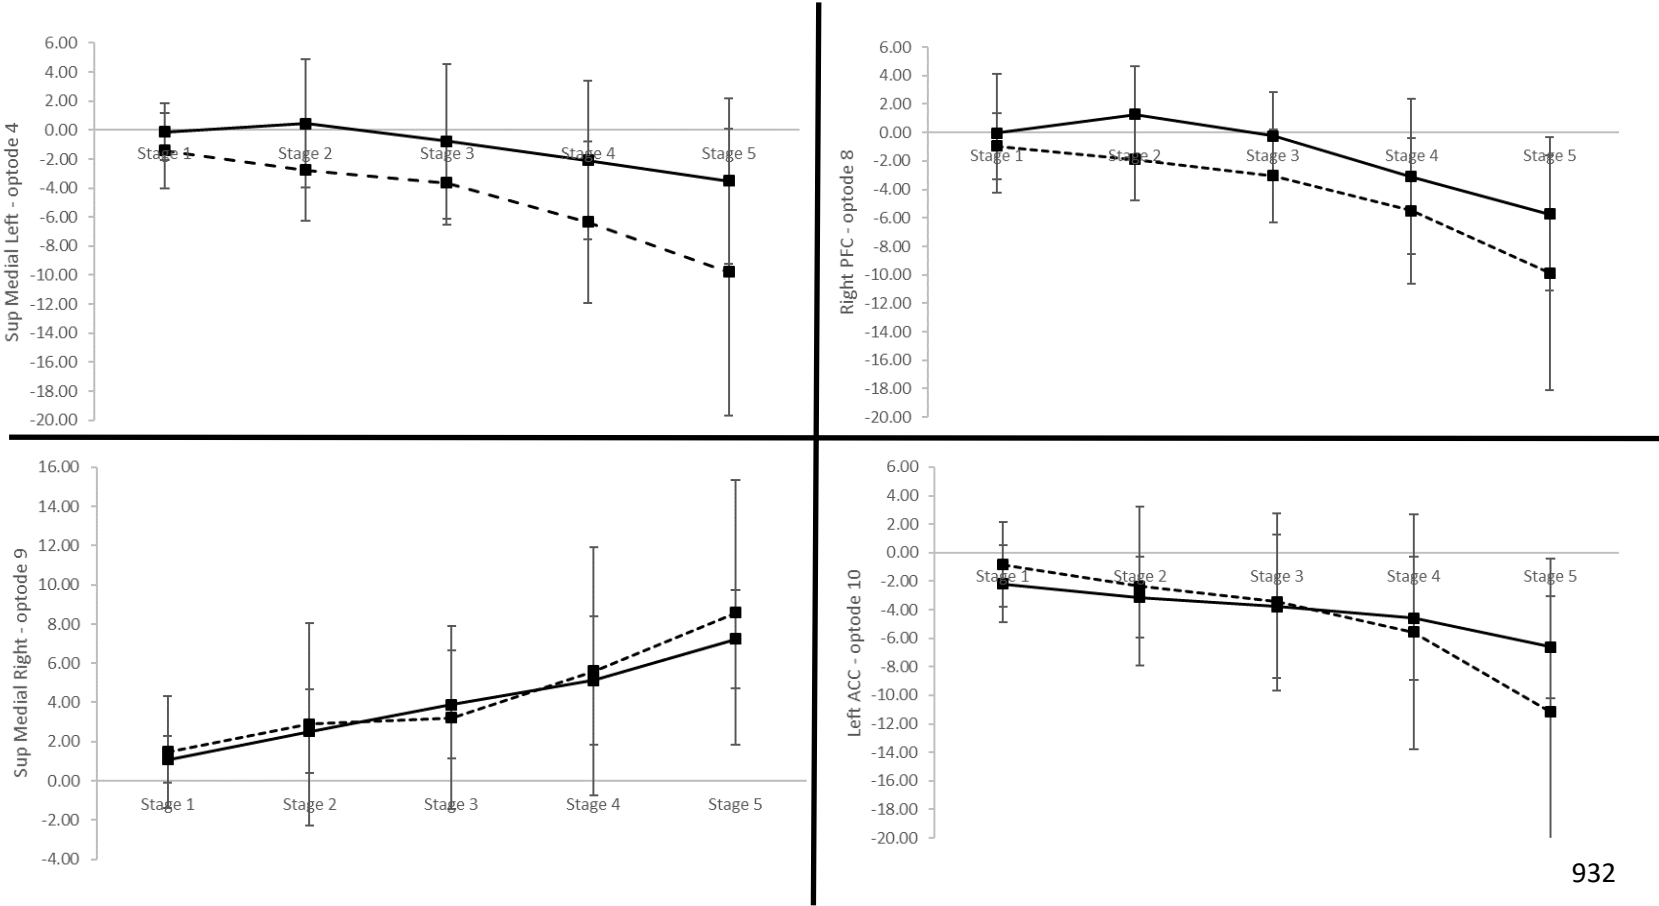 Sup Medial Left - optode 4
6.00
4.00
2.00
0.00
-2.00
-4.00
-6.00
-8.00
-10.00
-12.00
-14.00
-16.00
-18.00
-20.00
Stage 1
Stage 2
Stage 3
Stage 4
Stage 5
Right PFC - optode 8
6.00
4.00
2.00
0.00
-2.00
-4.00
-6.00
-8.00
-10.00
-12.00
-14.00
-16.00
-18.00
-20.00
Stage 1
Stage 2
Stage 3
Stage 4
Stage 5
Sup Medial Right - optode 9
16.00
14.00
12.00
10.00
8.00
6.00
4.00
2.00
0.00
-2.00
-4.00
Stage 1
Stage 2
Stage 3
Stage 4
Stage 5
Left ACC - optode 10
6.00
4.00
2.00
0.00
-2.00
-4.00
-6.00
-8.00
-10.00
-12.00
-14.00
-16.00
-18.00
-20.00
Stage 1
Stage 2
Stage 3
Stage 4
Stage 5
932